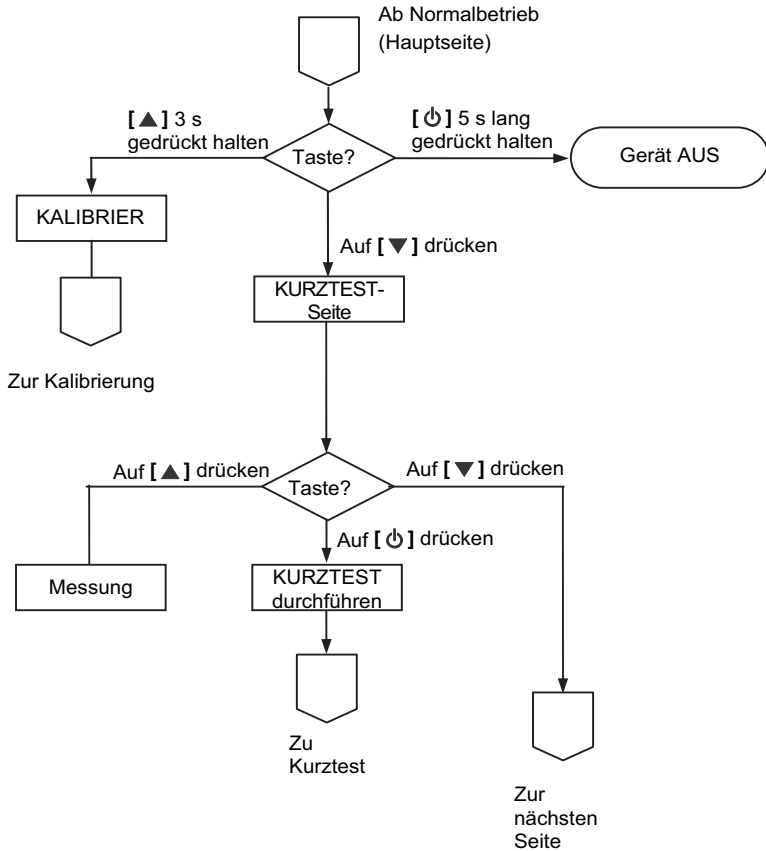 Ab Normalbetrieb
(Hauptseite)
[▲] 3 s
gedrückt halten
[⏻] 5 s lang
gedrückt halten
Taste?
Gerät AUS
KALIBRIER
Auf [▼] drücken
KURZTEST-
Seite
Zur Kalibrierung
Auf [▲] drücken
Auf [▼] drücken
Taste?
Auf [⏻] drücken
Messung
KURZTEST
durchführen
Zu
Kurztest
Zur
nächsten
Seite